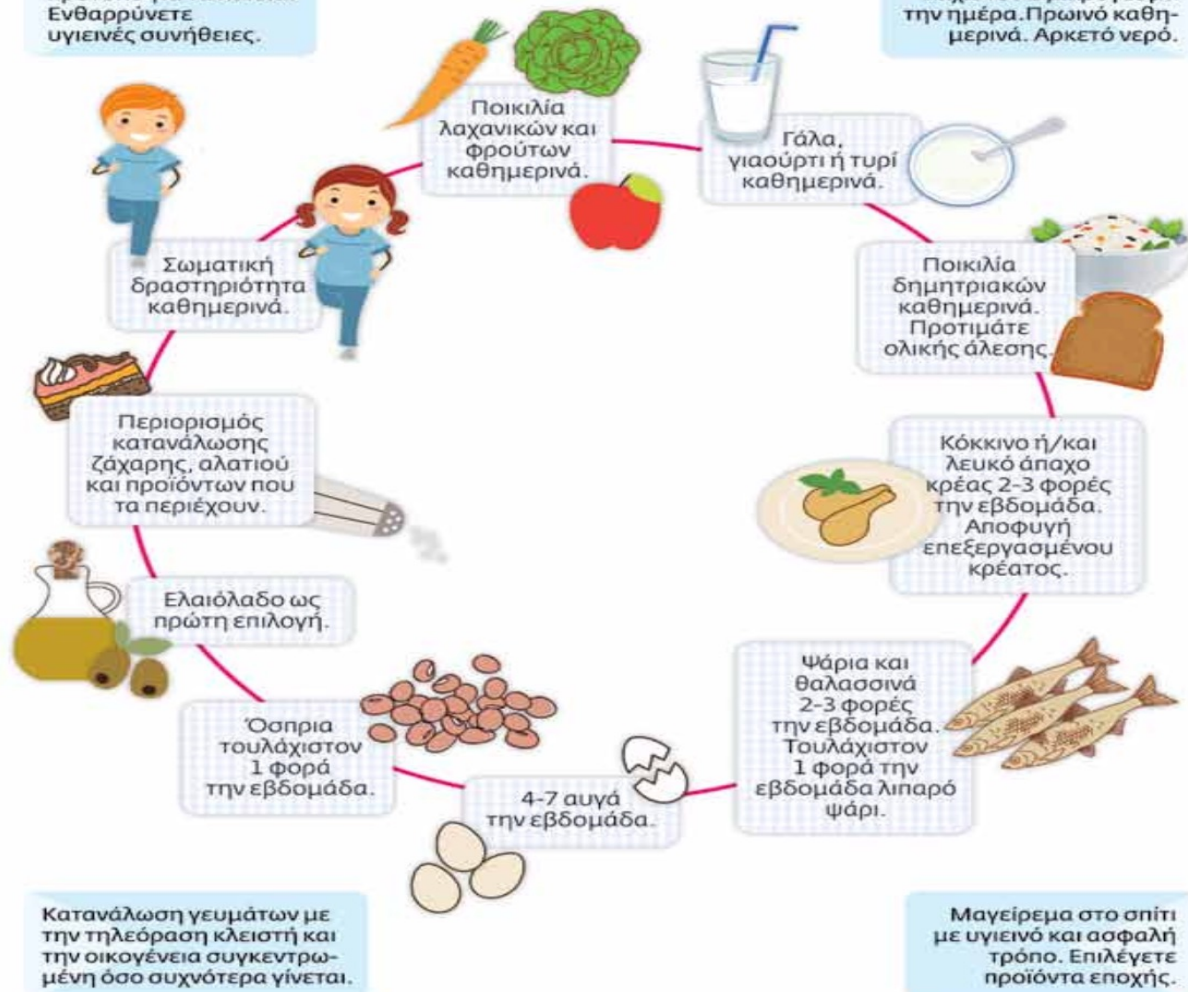 Ενθαρρύνετε
υγιεινές συνήθειες.
την ημέρα.Πρωινό καθη-
μερινά. Αρκετό νερό.
Ποικιλία
λαχανικών και
φρούτων
καθημερινά.
Γάλα,
γιαούρτι ή τυρί
καθημερινά.
Ποικιλία
δημητριακών
καθημερινά.
Προτιμάτε
ολικής άλεσης.
Κόκκινο ή/και
λευκό άπαχο
κρέας 2-3 φορές
την εβδομάδα.
Αποφυγή
επεξεργασμένου
κρέατος.
Ψάρια και
θαλασσινά
2-3 φορές
την εβδομάδα.
Τουλάχιστον
1 φορά την
εβδομάδα λιπαρό
ψάρι.
4-7 αυγά
την εβδομάδα.
Όσπρια
τουλάχιστον
1 φορά
την εβδομάδα.
Ελαιόλαδο ως
πρώτη επιλογή.
Περιορισμός
κατανάλωσης
ζάχαρης, αλατιού
και προϊόντων που
τα περιέχουν.
Σωματική
δραστηριότητα
καθημερινά.
Κατανάλωση γευμάτων με
την τηλεόραση κλειστή και
την οικογένεια συγκεντρω-
μένη όσο συχνότερα γίνεται.
Μαγείρεμα στο σπίτι
με υγιεινό και ασφαλή
τρόπο. Επιλέγετε
προϊόντα εποχής.